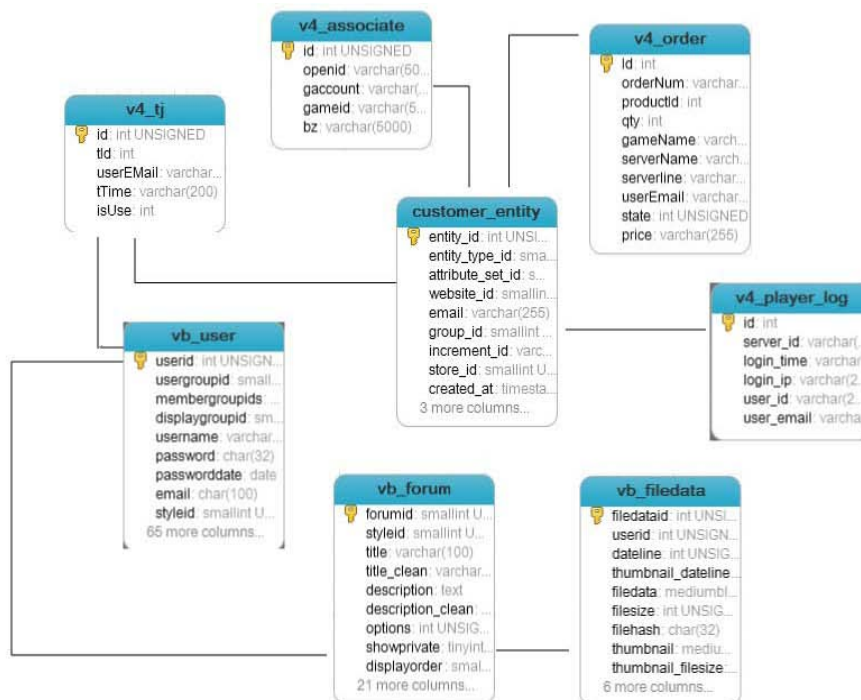 v4_associate
id: int UNSIGNED
openid: varchar(50...
gaccount: varchar(...
gameid: varchar(5...
bz: varchar(5000)
v4_order
Id: int
orderNum: varchar...
productId: int
qty: int
gameName: varch...
serverName: varch...
serverline: varchar...
userEmail: varchar...
state: int UNSIGNED
price: varchar(255)
v4_tj
id: int UNSIGNED
tId: int
userEMail: varchar...
tTime: varchar(200)
isUse: int
customer_entity
entity_id: int UNSI...
entity_type_id: sma...
attribute_set_id: s...
website_id: smallin...
email: varchar(255)
group_id: smallint ...
increment_id: varc...
store_id: smallint U...
created_at: timesta...
3 more columns...
v4_player_log
id: int
server_id: varchar(.
login_time: varchar
login_ip: varchar(2.
user_id: varchar(2..
user_email: varcha
vb_user
userid: int UNSIGN...
usergroupid: small...
membergroupids: ...
displaygroupid: sm...
username: varchar...
password: char(32)
passworddate: date
email: char(100)
styleid: smallint U...
65 more columns...
vb_forum
forumid: smallint U...
styleid: smallint U...
title: varchar(100)
title_clean: varchar...
description: text
description_clean: ...
options: int UNSIG...
showprivate: tinyint...
displayorder: smal...
21 more columns...
vb_filedata
filedataid: int UNSI...
userid: int UNSIGN...
dateline: int UNSIG...
thumbnail_dateline...
filedata: mediumbl...
filesize: int UNSIG...
filehash: char(32)
thumbnail: mediu...
thumbnail_filesize:...
6 more columns...